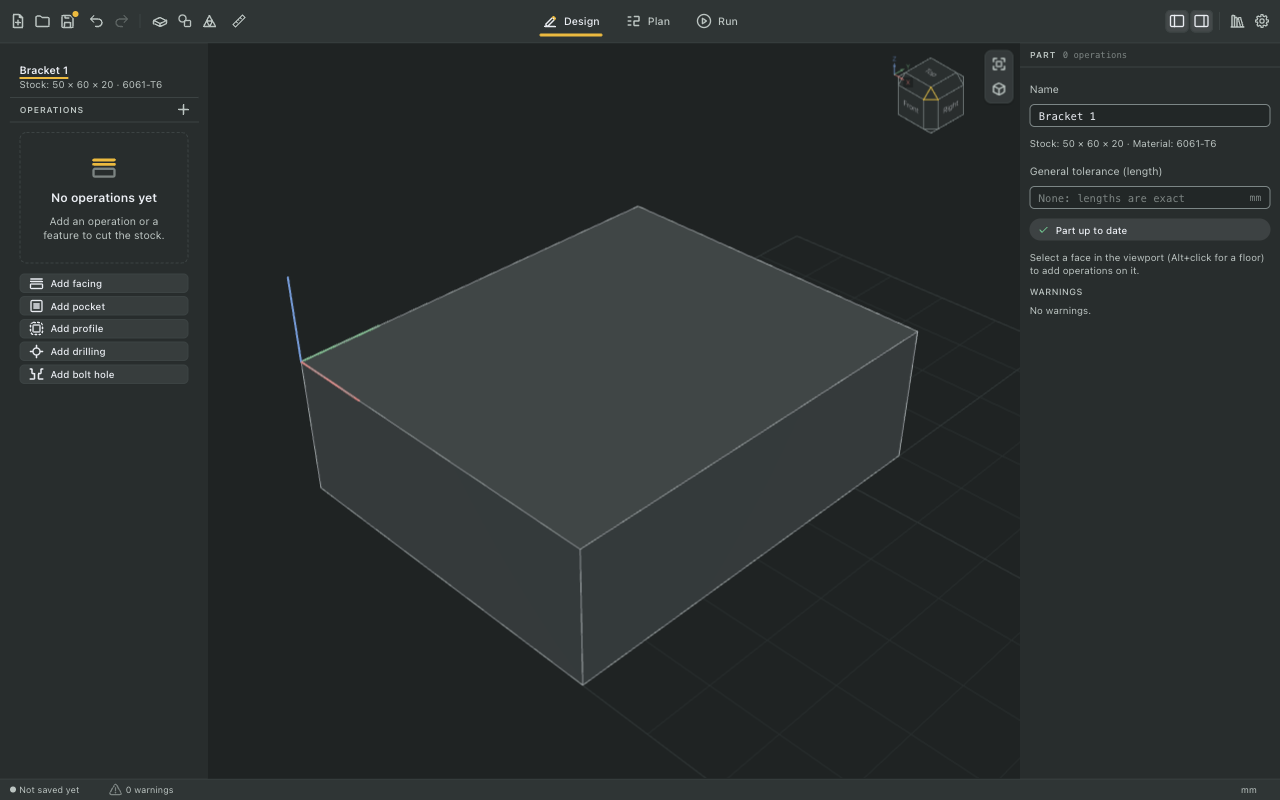 Design
Plan
Run
Bracket 1
Stock: 50 × 60 × 20 · 6061-T6
OPERATIONS
No operations yet
Add an operation or a
feature to cut the stock.
Add facing
Add pocket
Add profile
Add drilling
Add bolt hole
Top
Front
Right
PART 0 operations
Name
Bracket 1
Stock: 50 × 60 × 20 · Material: 6061-T6
General tolerance (length)
None: lengths are exact mm
Part up to date
Select a face in the viewport (Alt+click for a floor)
to add operations on it.
WARNINGS
No warnings.
Not saved yet
0 warnings
mm